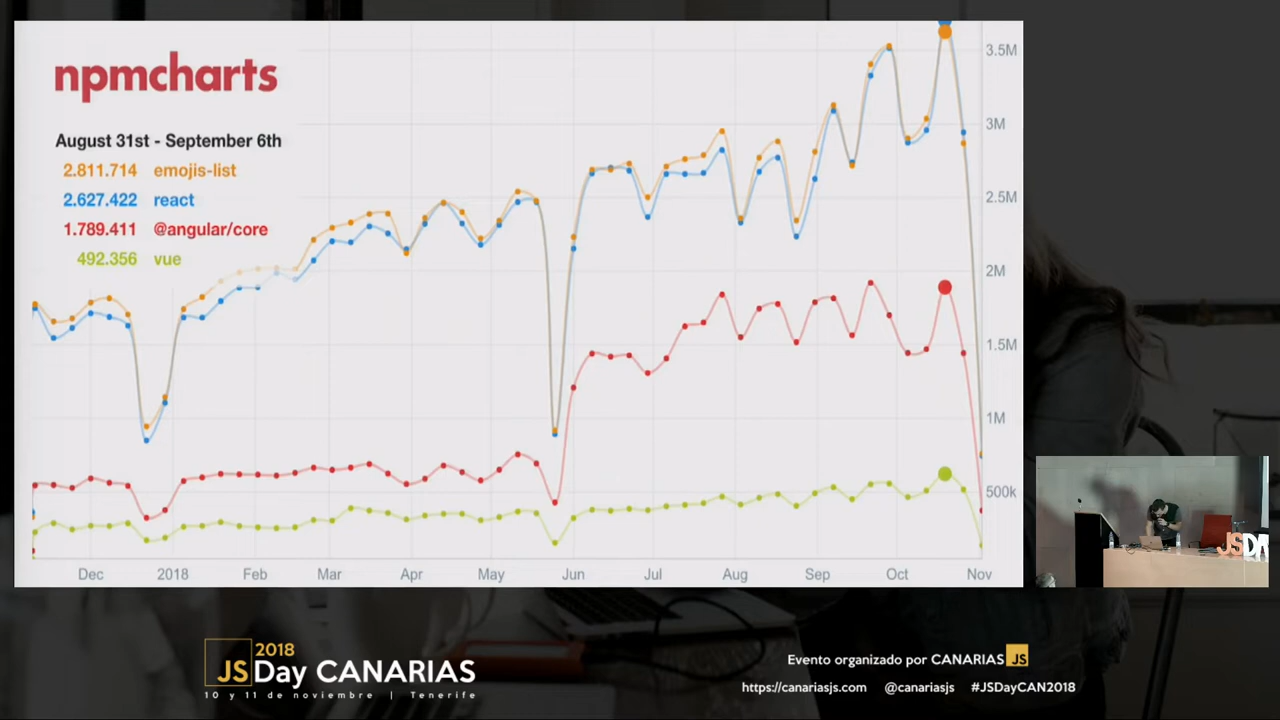 npmcharts
August 31st - September 6th
2.811.714 emojis-list
2.627.422 react
1.789.411 @angular/core
492.356 vue
3.5M
3M
2.5M
2M
1.5M
1M
500k
Dec 2018 Feb Mar Apr May Jun Jul Aug Sep Oct Nov
JSDA
2018
JSDay CANARIAS
10 y 11 de noviembre | Tenerife
Evento organizado por CANARIAS JS
https://canariasjs.com @canariasjs #JSDayCAN2018